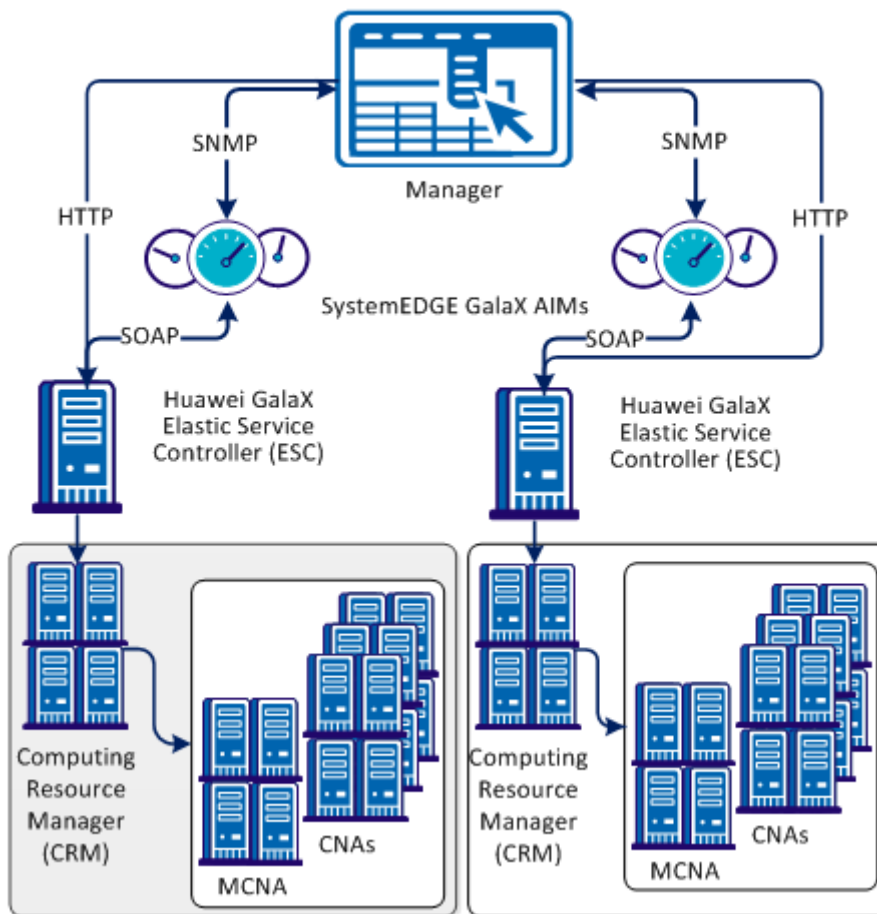 SNMP
SNMP
Manager
HTTP
HTTP
SystemEDGE GalaX AIMs
SOAP
SOAP
Huawei GalaX
Elastic Service
Controller (ESC)
Huawei GalaX
Elastic Service
Controller (ESC)
Computing
Resource
Manager
(CRM)
CNAs
MCNA
Computing
Resource
Manager
(CRM)
CNAs
MCNA